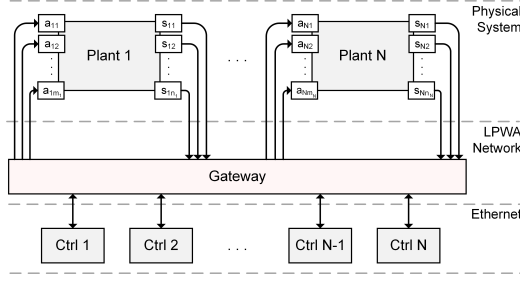 a11 s11 aN1 sN1 Physical
System
a12 Plant 1 s12 . . . aN2 Plant N sN2
a1m1 s1n1 aNmN sNnN
LPWA
Network
Gateway
Ethernet
Ctrl 1 Ctrl 2 . . . Ctrl N-1 Ctrl N